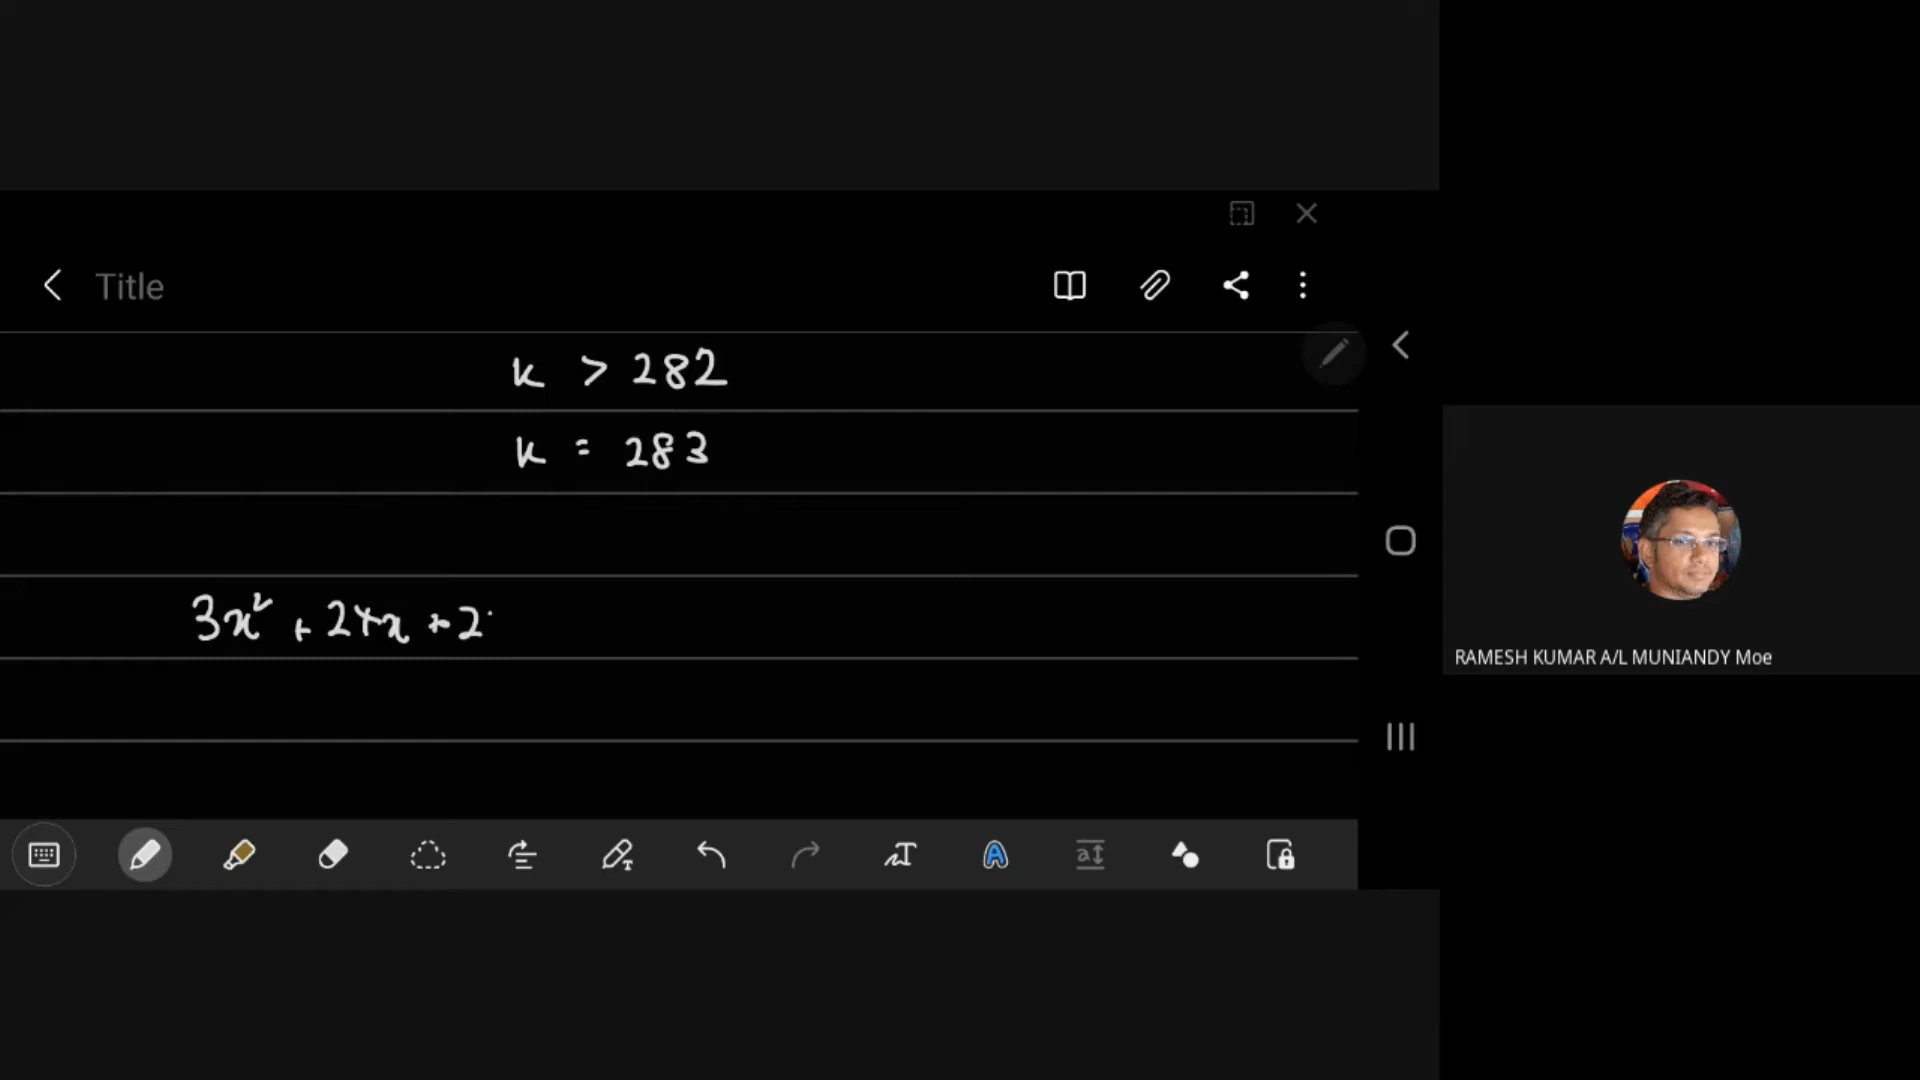 Title
k > 282
k = 283
3x² + 24x + 2
RAMESH KUMAR A/L MUNIANDY Moe